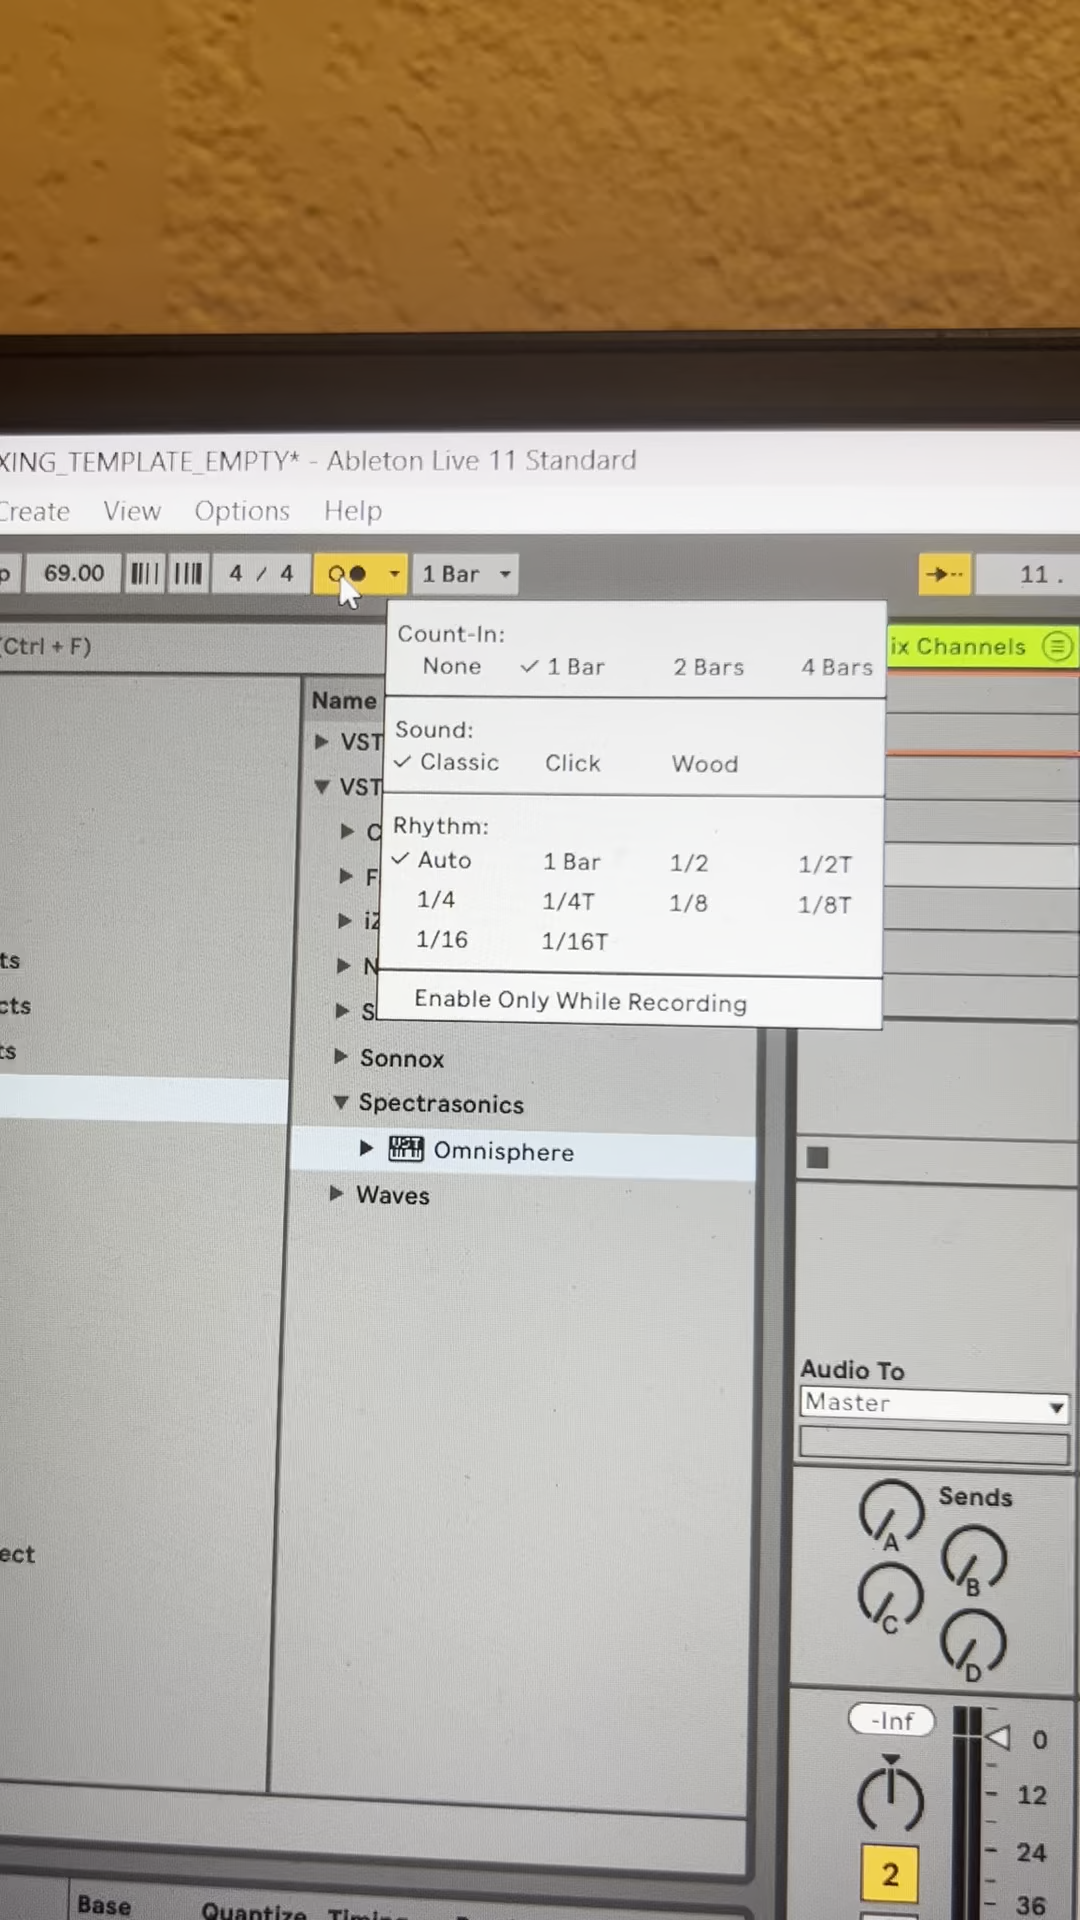 XING_TEMPLATE_EMPTY* - Ableton Live 11 Standard
Create View Options Help
p 69.00 4 / 4 1 Bar 11 .
(Ctrl + F)
Count-In:
None ✓ 1 Bar 2 Bars 4 Bars
ix Channels
Name
Sound:
✓ Classic Click Wood
VST
VST
Rhythm:
✓ Auto 1 Bar 1/2 1/2T
1/4 1/4T 1/8 1/8T
1/16 1/16T
Enable Only While Recording
C
F
iZ
N
S
ts
cts
ts
Sonnox
Spectrasonics
Omnisphere
Waves
Audio To
Master
Sends
A
B
C
D
ect
-Inf
0
12
24
36
2
Base Quantize